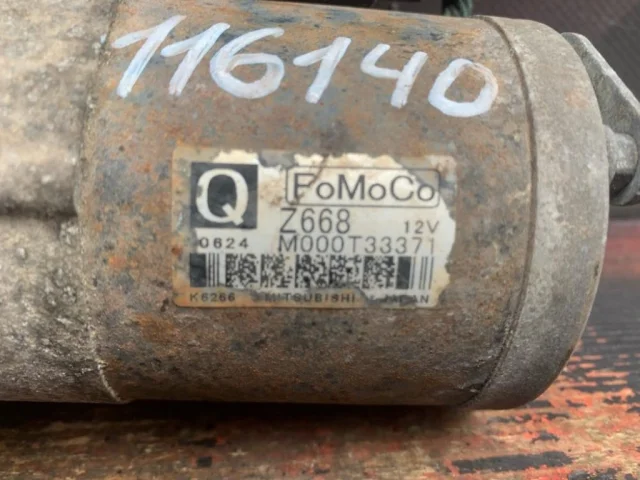 116140
Q FoMoCo
Z668 12V
0624 M000T33371
K6266 MITSUBISHI JAPAN